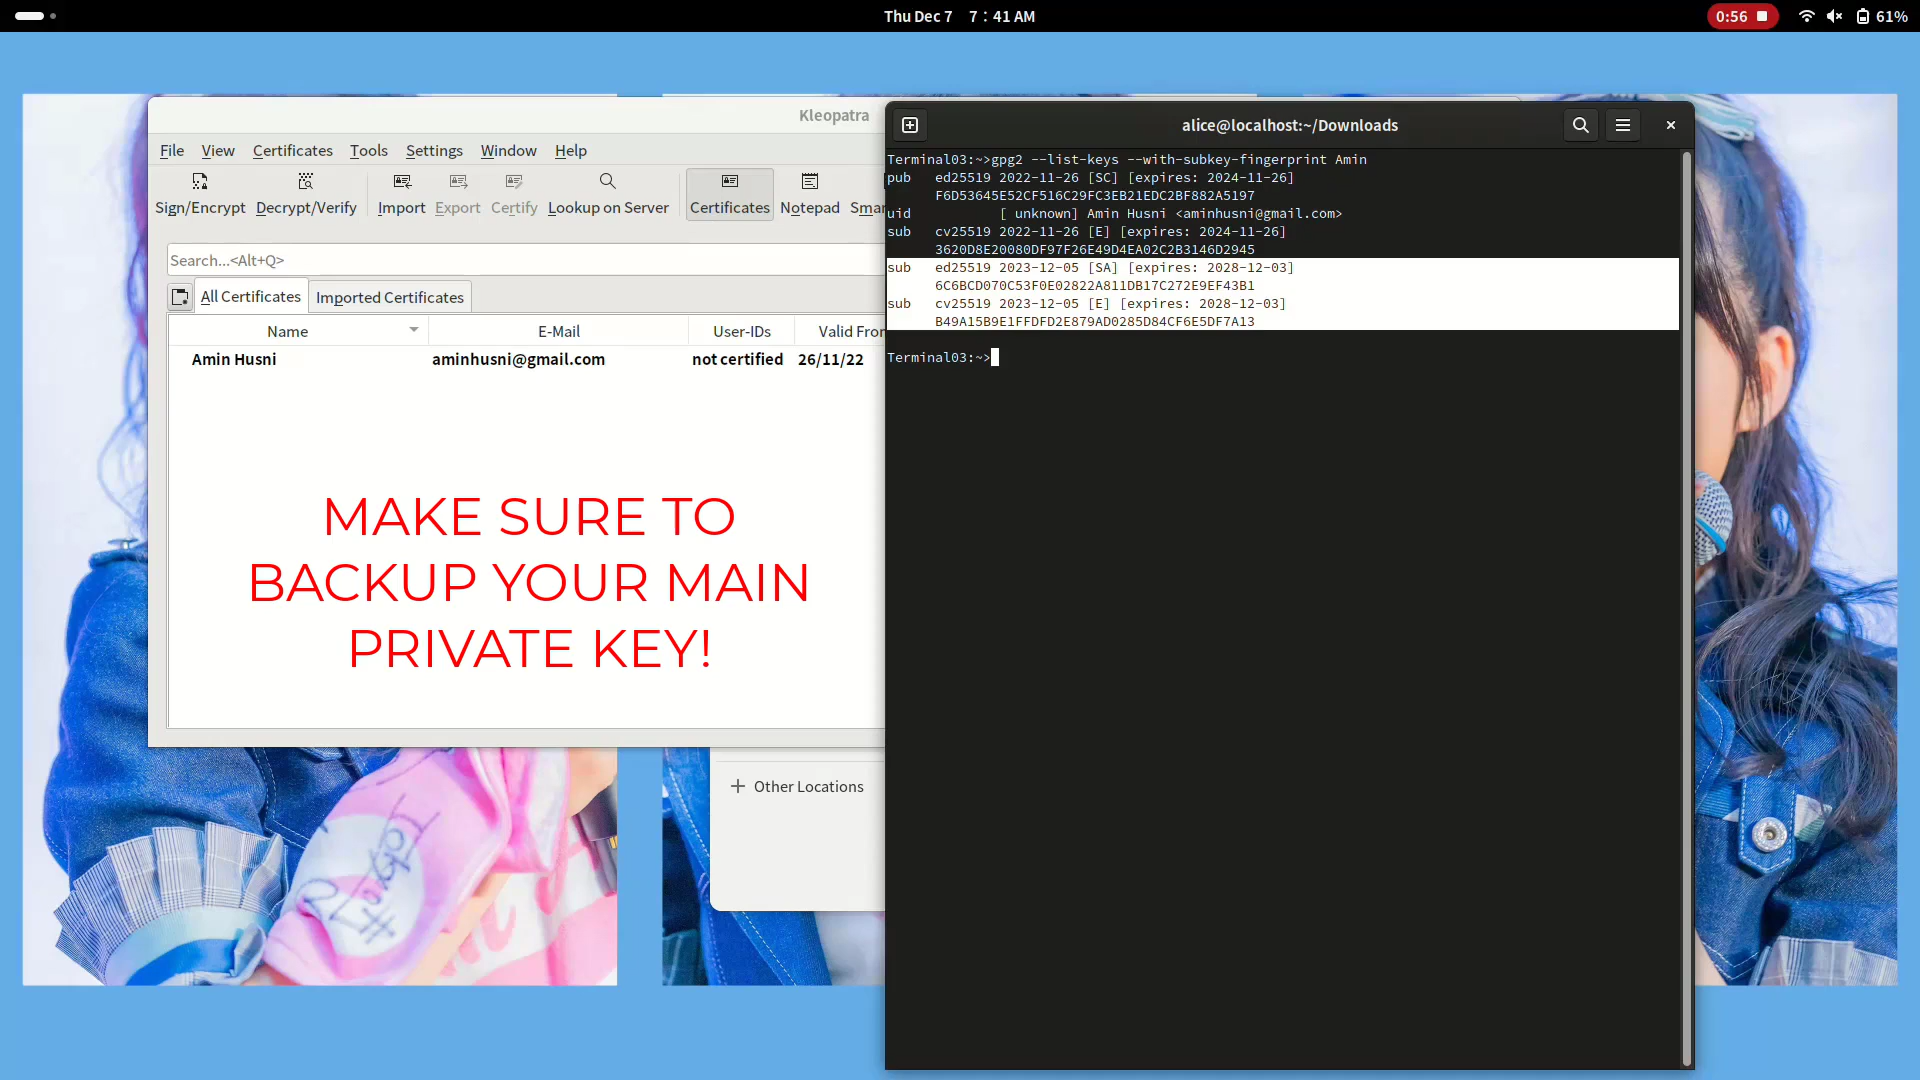 Thu Dec 7 7:41 AM
0:56
61%
Kleopatra
File View Certificates Tools Settings Window Help
Sign/Encrypt Decrypt/Verify Import Export Certify Lookup on Server Certificates Notepad Smar
Search...<Alt+Q>
All Certificates Imported Certificates
Name E-Mail User-IDs Valid From
Amin Husni aminhusni@gmail.com not certified 26/11/22
MAKE SURE TO
BACKUP YOUR MAIN
PRIVATE KEY!
Other Locations
alice@localhost:~/Downloads
Terminal03:~>gpg2 --list-keys --with-subkey-fingerprint Amin
pub   ed25519 2022-11-26 [SC] [expires: 2024-11-26]
      F6D53645E52CF516C29FC3EB21EDC2BF882A5197
uid           [ unknown] Amin Husni <aminhusni@gmail.com>
sub   cv25519 2022-11-26 [E] [expires: 2024-11-26]
      3620D8E20080DF97F26E49D4EA02C2B3146D2945
sub   ed25519 2023-12-05 [SA] [expires: 2028-12-03]
      6C6BCD070C53F0E02822A811DB17C272E9EF43B1
sub   cv25519 2023-12-05 [E] [expires: 2028-12-03]
      B49A15B9E1FFDFD2E879AD0285D84CF6E5DF7A13
Terminal03:~>